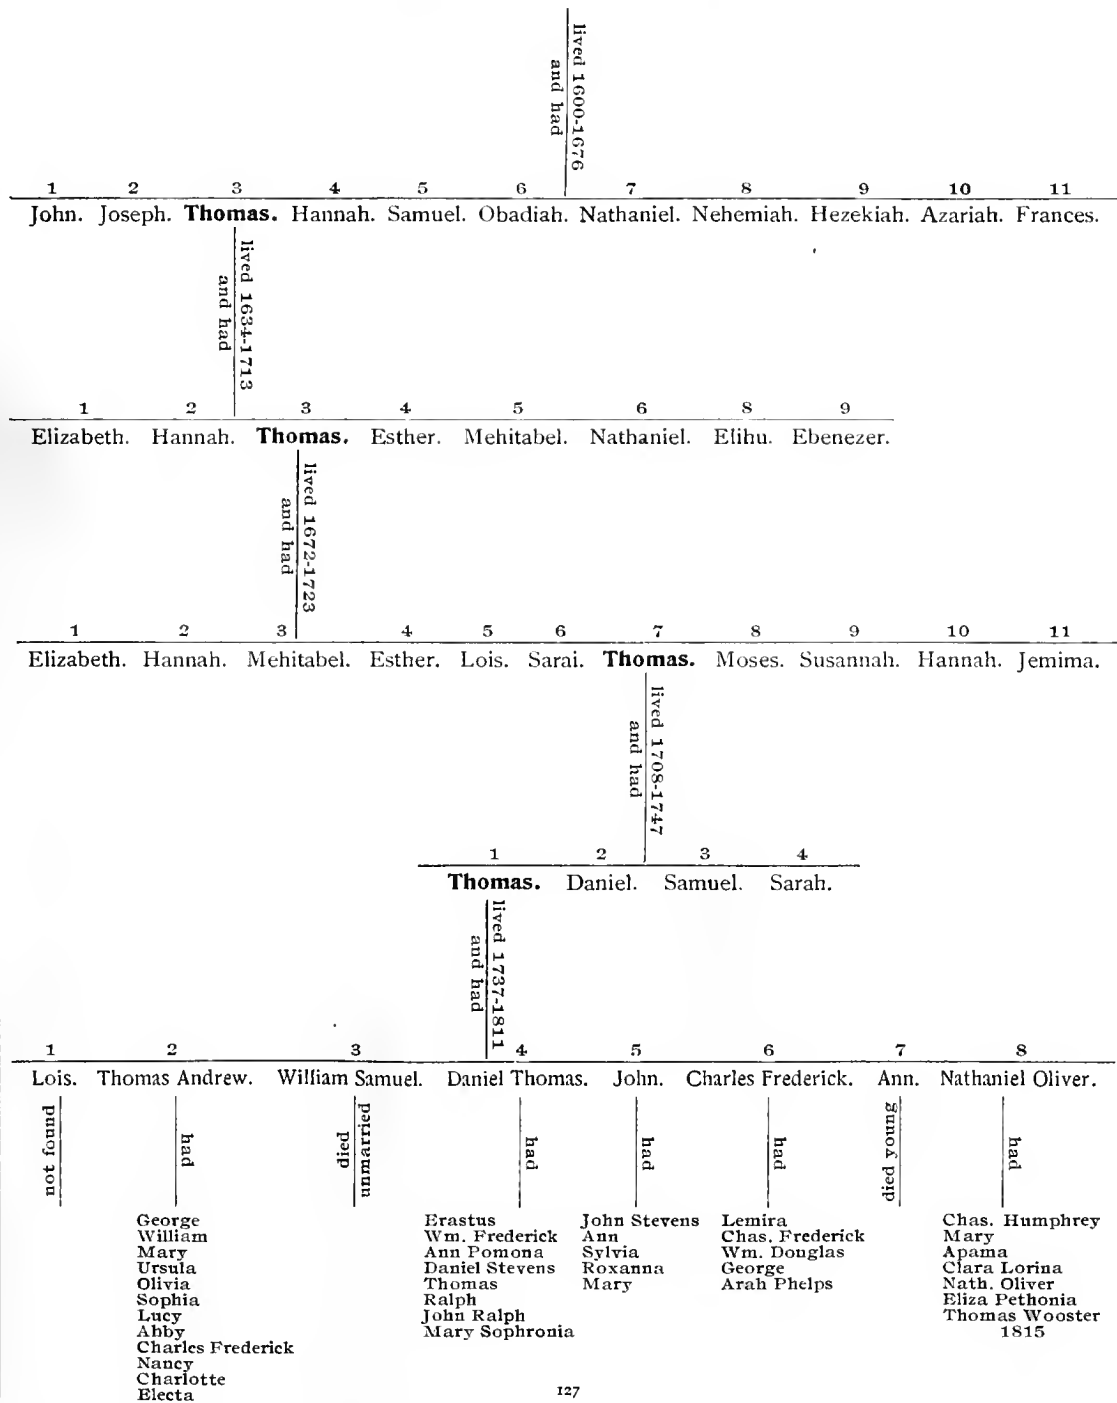 lived 1600-1676
and had
1 2 3 4 5 6 7 8 9 10 11
John. Joseph. Thomas. Hannah. Samuel. Obadiah. Nathaniel. Nehemiah. Hezekiah. Azariah. Frances.
lived 1634-1713
and had
1 2 3 4 5 6 8 9
Elizabeth. Hannah. Thomas. Esther. Mehitabel. Nathaniel. Elihu. Ebenezer.
lived 1672-1723
and had
1 2 3 4 5 6 7 8 9 10 11
Elizabeth. Hannah. Mehitabel. Esther. Lois. Sarai. Thomas. Moses. Susannah. Hannah. Jemima.
lived 1708-1747
and had
1 2 3 4
Thomas. Daniel. Samuel. Sarah.
lived 1737-1811
and had
1 2 3 4 5 6 7 8
Lois. Thomas Andrew. William Samuel. Daniel Thomas. John. Charles Frederick. Ann. Nathaniel Oliver.
not found
had
unmarried
died
had
had
had
died young
had
George
William
Mary
Ursula
Olivia
Sophia
Lucy
Abby
Charles Frederick
Nancy
Charlotte
Electa
Erastus
Wm. Frederick
Ann Pomona
Daniel Stevens
Thomas
Ralph
John Ralph
Mary Sophronia
John Stevens
Ann
Sylvia
Roxanna
Mary
Lemira
Chas. Frederick
Wm. Douglas
George
Arah Phelps
Chas. Humphrey
Mary
Apama
Clara Lorina
Nath. Oliver
Eliza Pethonia
Thomas Wooster
1815
127